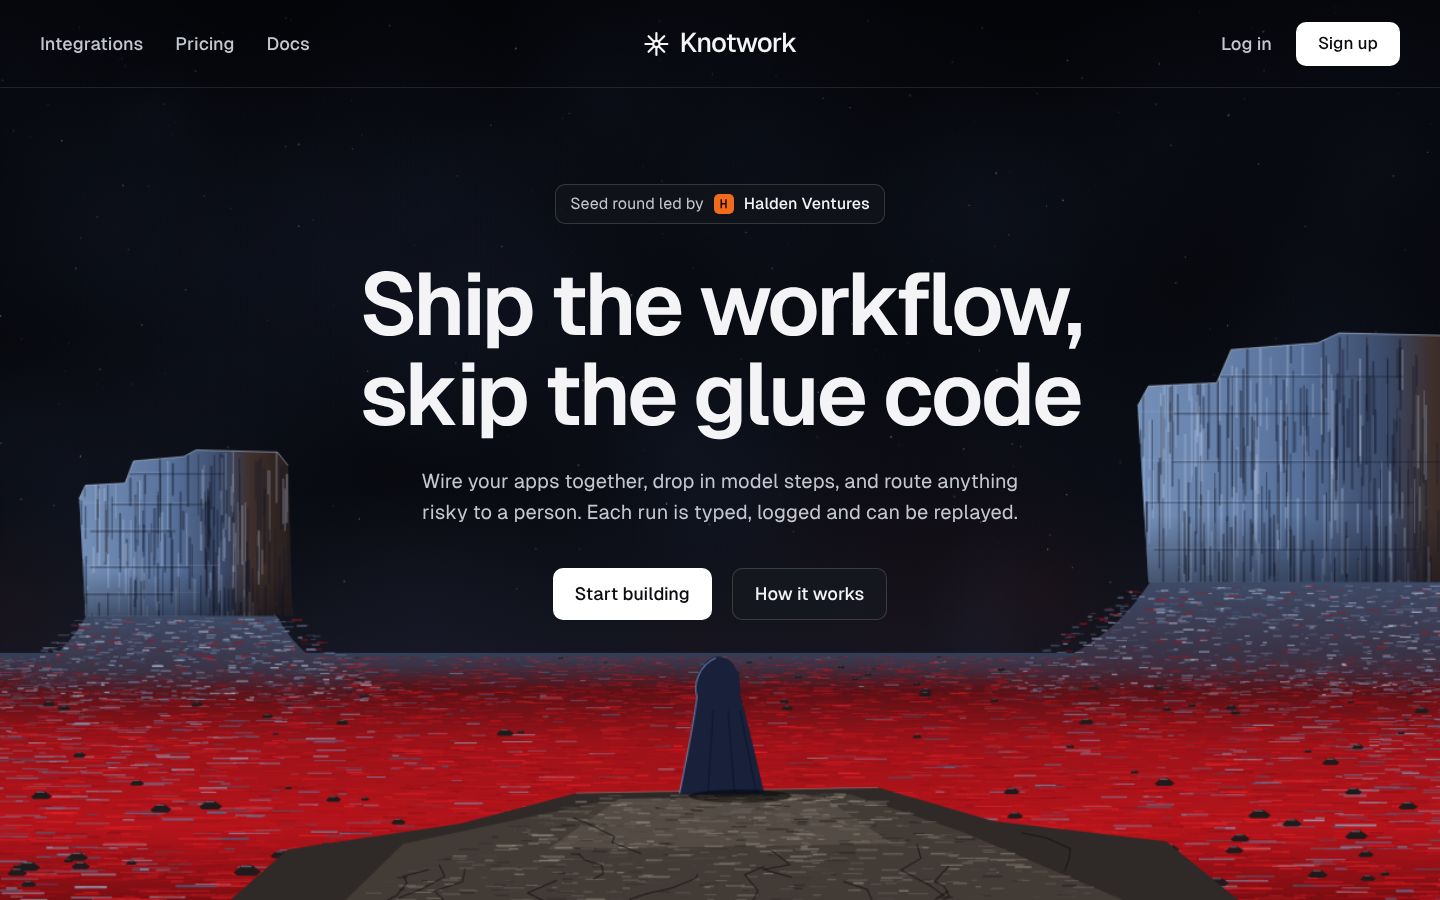 Integrations Pricing Docs
Knotwork
Log in Sign up
Seed round led by H Halden Ventures
Ship the workflow,
skip the glue code
Wire your apps together, drop in model steps, and route anything
risky to a person. Each run is typed, logged and can be replayed.
Start building How it works